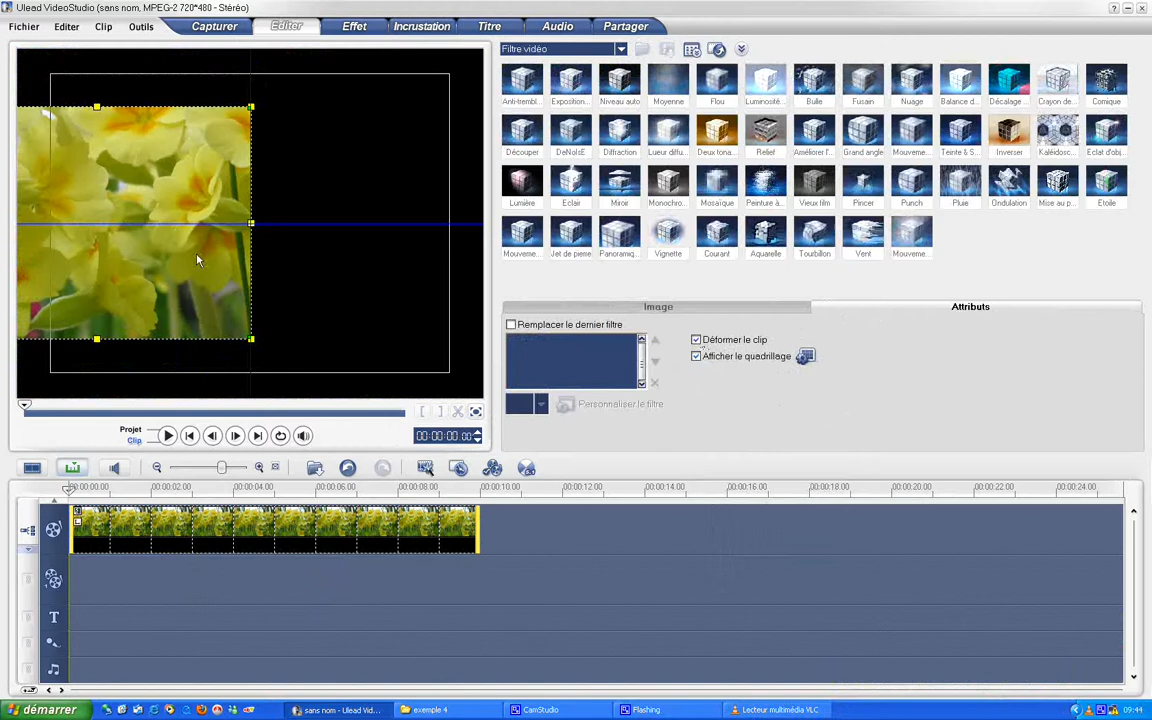 Ulead VideoStudio (sans nom, MPEG-2 720*480 - Stéréo)
Fichier Editer Clip Outils Capturer Editer Effet Incrustation Titre Audio Partager
Filtre vidéo
Anti-trembl... Exposition... Niveau auto Moyenne Flou Luminosité... Bulle Fusain Nuage Balance d... Décalage ... Crayon de... Comique
Découper DeNoIsE Diffraction Lueur diffu... Deux tona... Relief Améliorer l'l'... Grand angle Mouveme... Teinte & S... Inverser Kaléidosc... Eclat d'obj...
Lumière Eclair Miroir Monochro... Mosaïque Peinture à... Vieux film Pincer Punch Pluie Ondulation Mise au p... Etoile
Mouveme... Jet de pierre Panoramiq... Vignette Courant Aquarelle Tourbillon Vent Mouveme...
Image Attributs
Remplacer le dernier filtre
Déformer le clip
Afficher le quadrillage
Personnaliser le filtre
Projet
Clip
00:00:00.00
00:00:00.00 00:00:02.00 00:00:04.00 00:00:06.00 00:00:08.00 00:00:10.00 00:00:12.00 00:00:14.00 00:00:16.00 00:00:18.00 00:00:20.00 00:00:22.00 00:00:24.00
T
démarrer sans nom - Ulead Vid... exemple 4 CamStudio Flashing Lecteur multimédia VLC 09:44